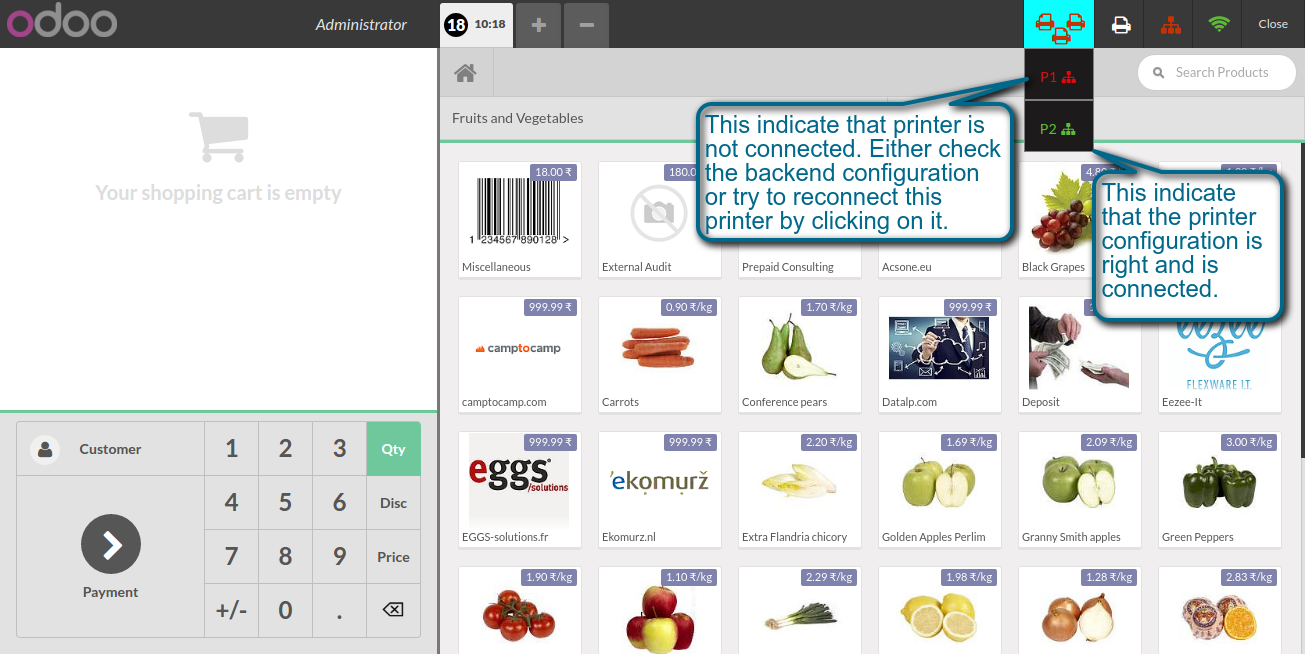 odoo
Administrator
18 10:18
+
−
Close
P1
P2
Search Products
Fruits and Vegetables
This indicate that printer is
not connected. Either check
the backend configuration
or try to reconnect this
printer by clicking on it.
This indicate
that the printer
configuration is
right and is
connected.
Your shopping cart is empty
18.00 ₹
1 234567 890128 >
Miscellaneous
External Audit
Prepaid Consulting
Acsone.eu
Black Grapes
999.99 ₹
camptocamp
camptocamp.com
0.90 ₹/kg
Carrots
1.70 ₹/kg
Conference pears
999.99 ₹
Datalp.com
Deposit
FLEXWARE I.T.
Eezee-It
999.99 ₹
eggs
/solutions
EGGS-solutions.fr
999.99 ₹
ekomurž
Ekomurz.nl
2.20 ₹/kg
Extra Flandria chicory
1.69 ₹/kg
Golden Apples Perlim
2.09 ₹/kg
Granny Smith apples
3.00 ₹/kg
Green Peppers
1.90 ₹/kg
1.10 ₹/kg
2.29 ₹/kg
1.98 ₹/kg
1.28 ₹/kg
2.83 ₹/kg
Customer
1 2 3 Qty
4 5 6 Disc
7 8 9 Price
+/- 0 .
Payment